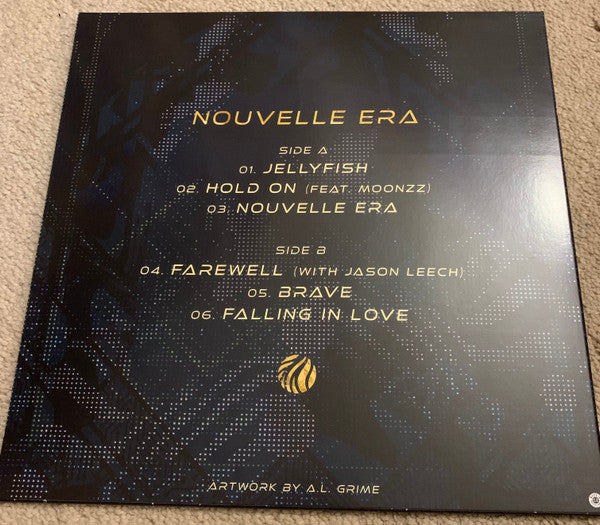 NOUVELLE ERA
SIDE A
01. JELLYFISH
02. HOLD ON (FEAT. MOONZZ)
03. NOUVELLE ERA
SIDE B
04. FAREWELL (WITH JASON LEECH)
05. BRAVE
06. FALLING IN LOVE
ARTWORK BY A.L. GRIME